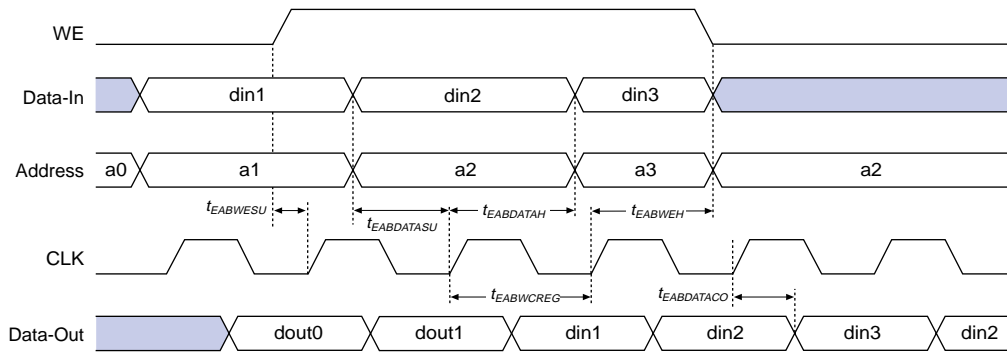 WE
Data-In din1 din2 din3
Address a0 a1 a2 a3 a2
tEABWESU tEABDATASU tEABDATAH tEABWEH
CLK
tEABWCREG tEABDATACO
Data-Out dout0 dout1 din1 din2 din3 din2